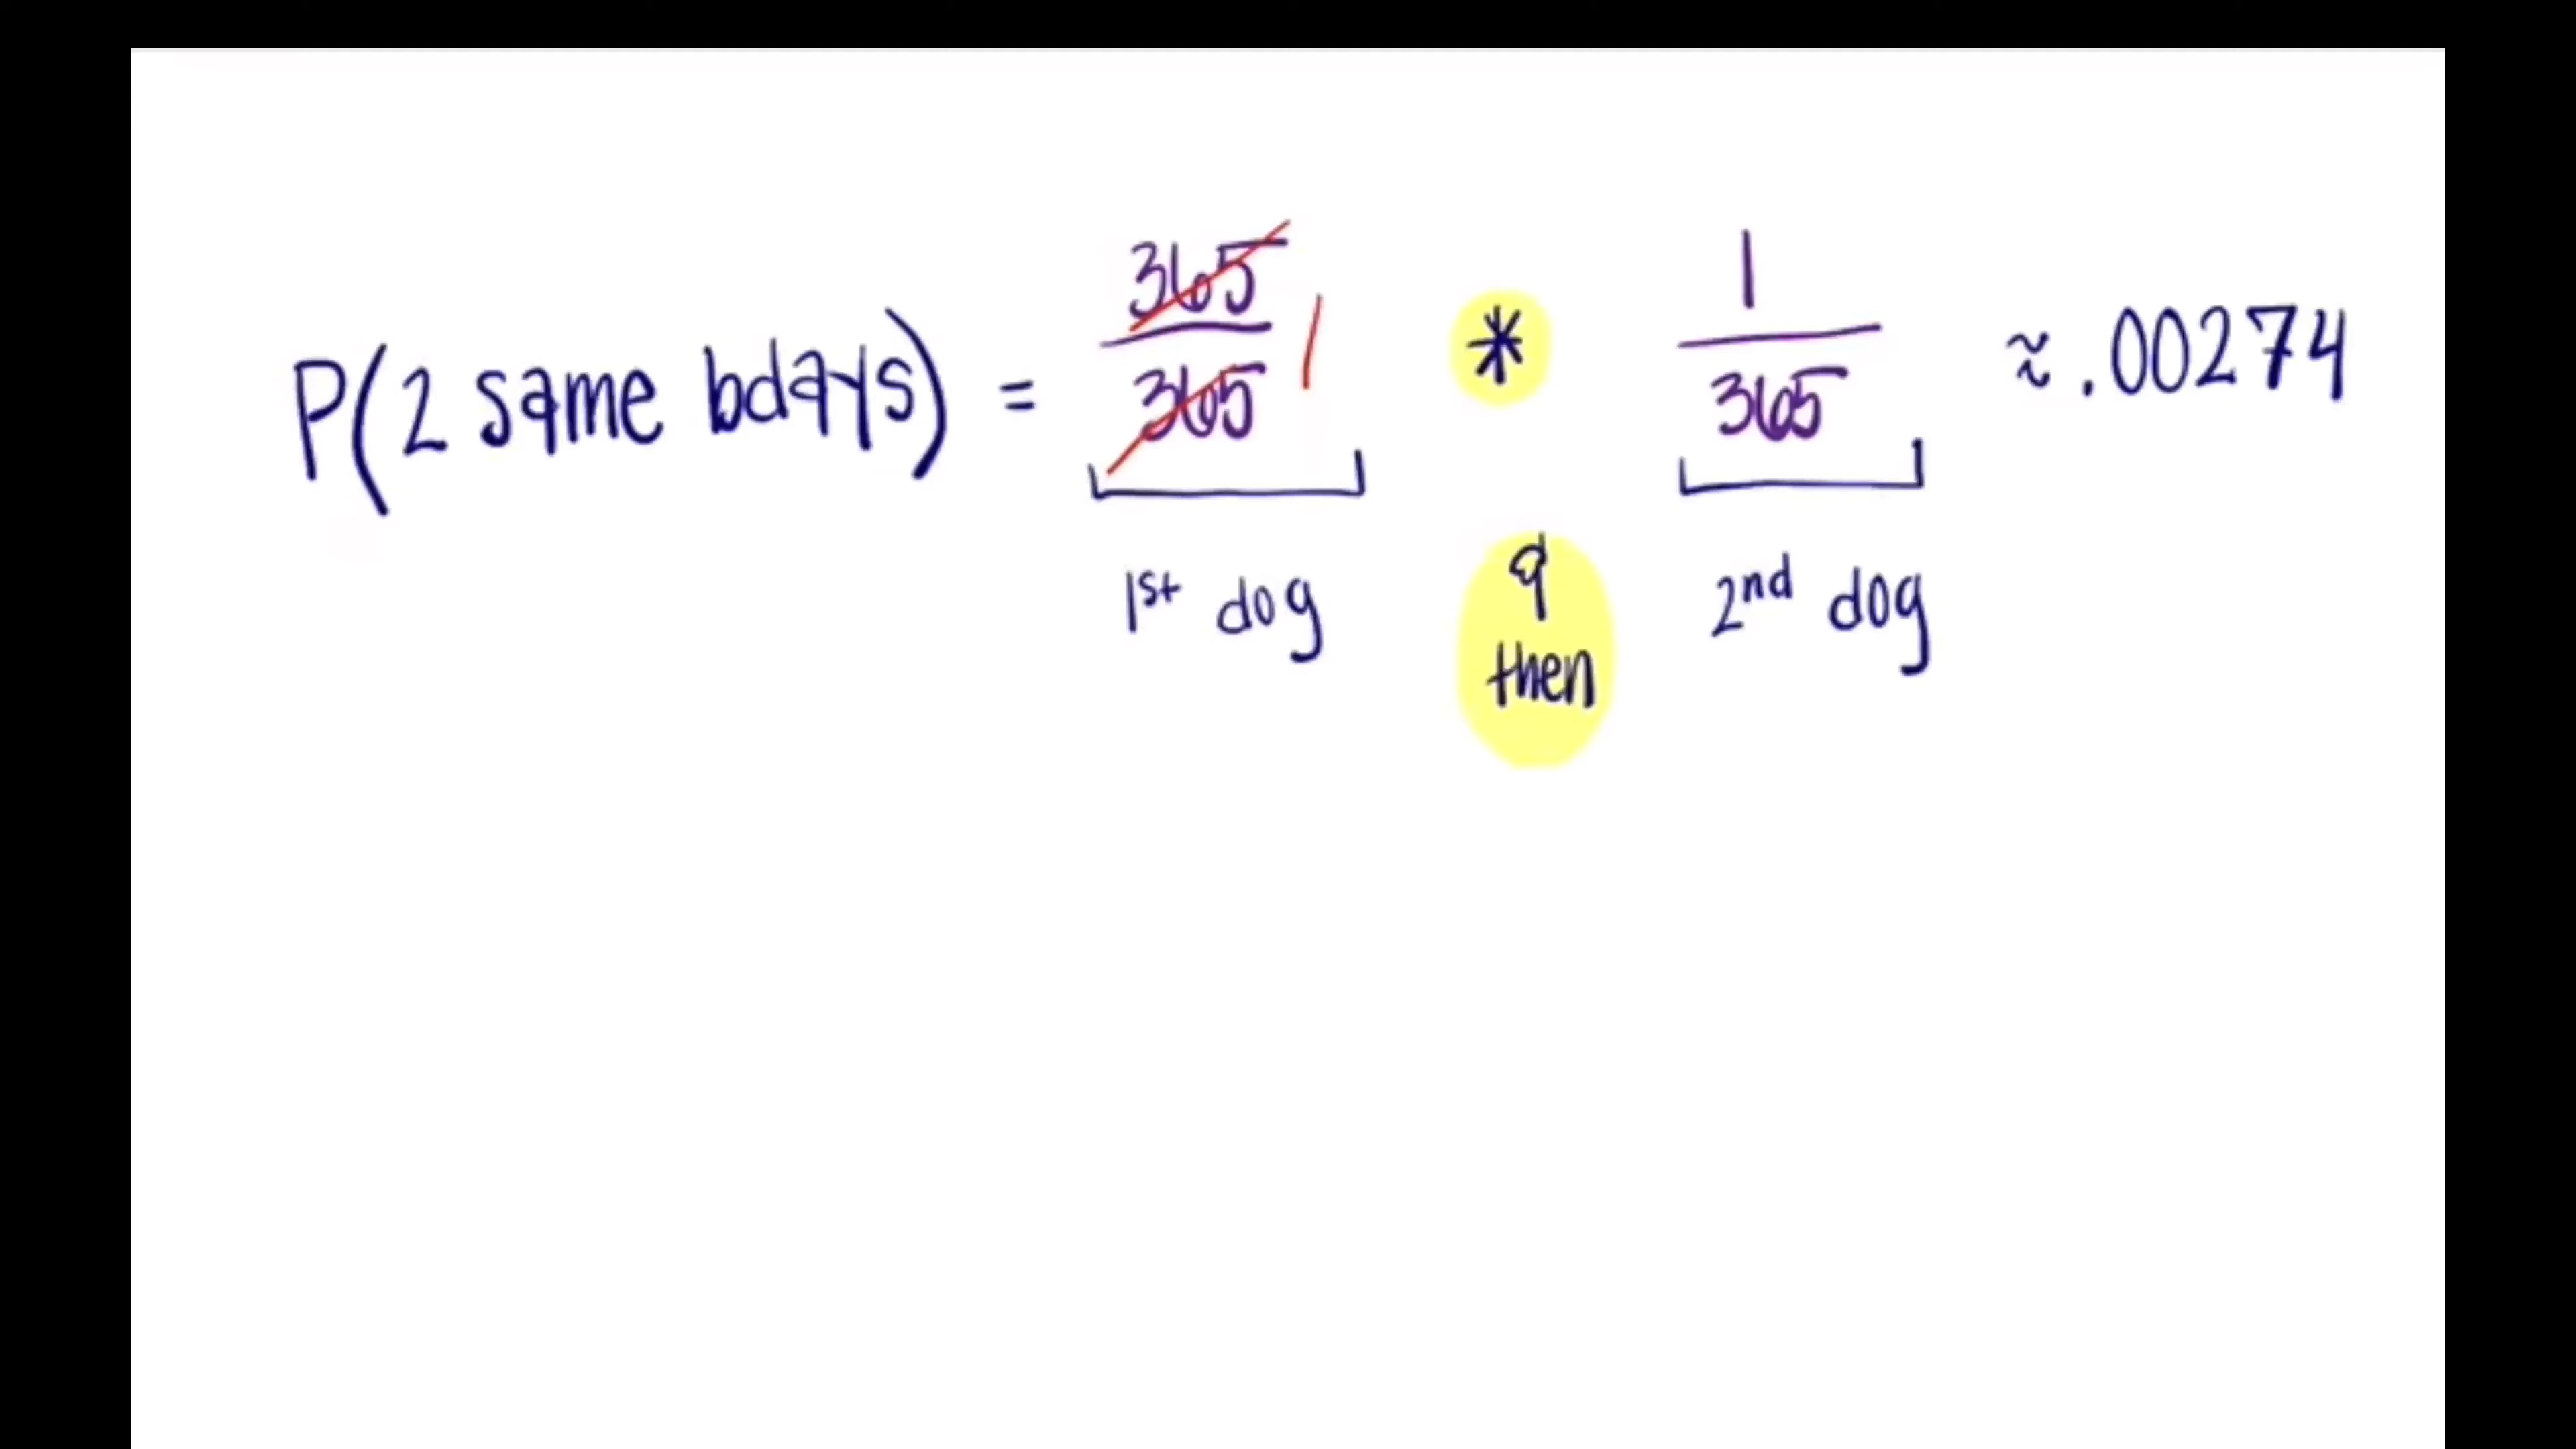 P(2 same bdays) = 365/365 1 * 1/365 ≈ .00274
1st dog & then 2nd dog